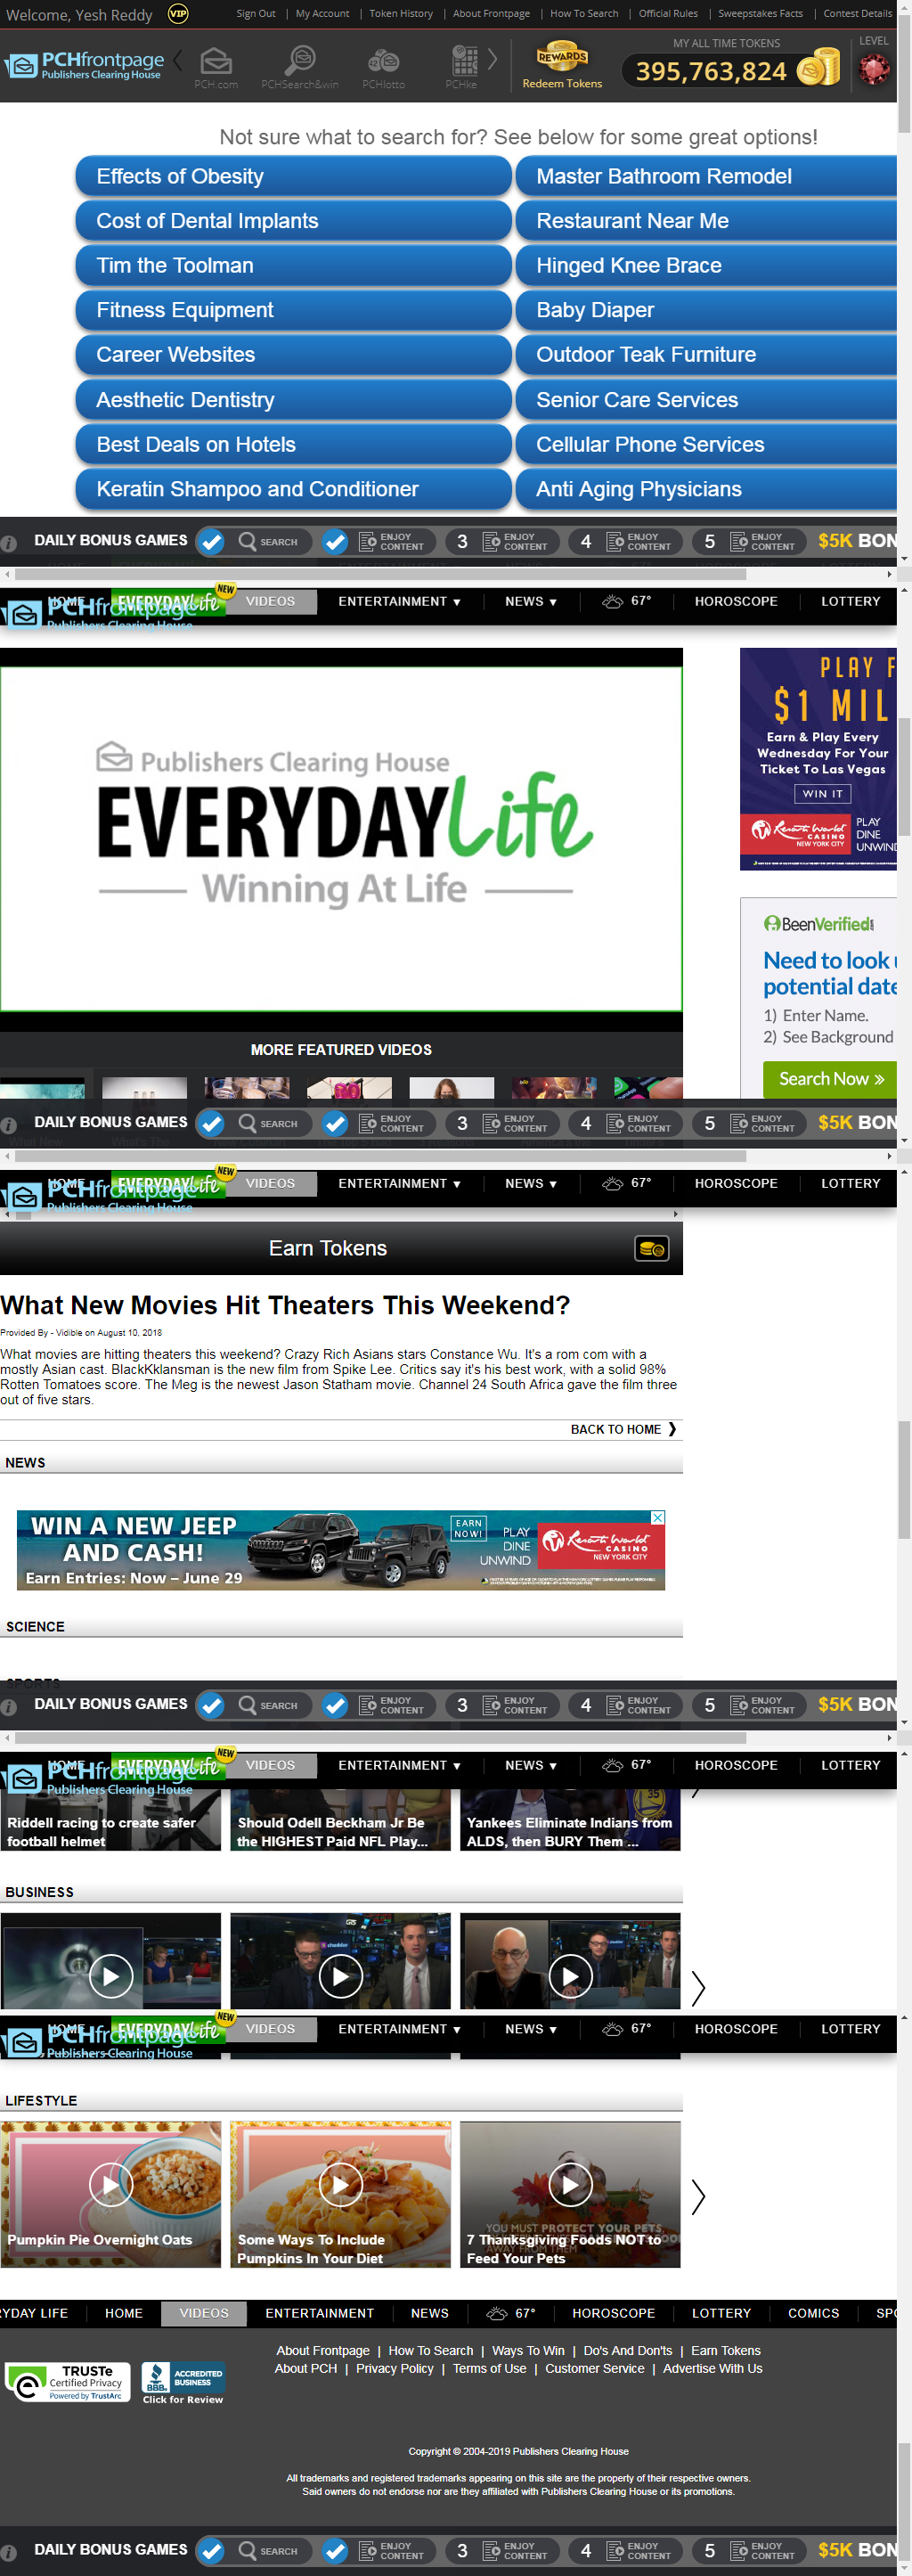 Welcome, Yesh Reddy VIP Sign Out | My Account | Token History | About Frontpage | How To Search | Official Rules | Sweepstakes Facts | Contest Details
PCHfrontpage
Publishers Clearing House
PCH.com PCHSearch&win PCHlotto PCHke
REWARDS
Redeem Tokens
MY ALL TIME TOKENS
395,763,824
LEVEL
Not sure what to search for? See below for some great options!
Effects of Obesity
Master Bathroom Remodel
Cost of Dental Implants
Restaurant Near Me
Tim the Toolman
Hinged Knee Brace
Fitness Equipment
Baby Diaper
Career Websites
Outdoor Teak Furniture
Aesthetic Dentistry
Senior Care Services
Best Deals on Hotels
Cellular Phone Services
Keratin Shampoo and Conditioner
Anti Aging Physicians
DAILY BONUS GAMES SEARCH ENJOY CONTENT 3 ENJOY CONTENT 4 ENJOY CONTENT 5 ENJOY CONTENT $5K BON
HOME EVERYDAYLife NEW VIDEOS ENTERTAINMENT ▼ NEWS ▼ 67° HOROSCOPE LOTTERY
PCHfrontpage
Publishers Clearing House
Publishers Clearing House
EVERYDAYLife
Winning At Life
PLAY F
$1 MIL
Earn & Play Every
Wednesday For Your
Ticket To Las Vegas
WIN IT
Resorts World
CASINO
NEW YORK CITY
PLAY
DINE
UNWIND
BeenVerified
Need to look
potential date
1) Enter Name.
2) See Background
Search Now »
MORE FEATURED VIDEOS
DAILY BONUS GAMES SEARCH ENJOY CONTENT 3 ENJOY CONTENT 4 ENJOY CONTENT 5 ENJOY CONTENT $5K BON
HOME EVERYDAYLife NEW VIDEOS ENTERTAINMENT ▼ NEWS ▼ 67° HOROSCOPE LOTTERY
PCHfrontpage
Publishers Clearing House
Earn Tokens
What New Movies Hit Theaters This Weekend?
Provided By - Vidible on August 10, 2018
What movies are hitting theaters this weekend? Crazy Rich Asians stars Constance Wu. It's a rom com with a
mostly Asian cast. BlacKkKlansman is the new film from Spike Lee. Critics say it's his best work, with a solid 98%
Rotten Tomatoes score. The Meg is the newest Jason Statham movie. Channel 24 South Africa gave the film three
out of five stars.
BACK TO HOME ❯
NEWS
WIN A NEW JEEP
AND CASH!
Earn Entries: Now – June 29
EARN
NOW!
PLAY
DINE
UNWIND
Resorts World
CASINO
NEW YORK CITY
SCIENCE
SPORTS
DAILY BONUS GAMES SEARCH ENJOY CONTENT 3 ENJOY CONTENT 4 ENJOY CONTENT 5 ENJOY CONTENT $5K BON
HOME EVERYDAYLife NEW VIDEOS ENTERTAINMENT ▼ NEWS ▼ 67° HOROSCOPE LOTTERY
PCHfrontpage
Publishers Clearing House
Riddell racing to create safer
football helmet
Should Odell Beckham Jr Be
the HIGHEST Paid NFL Play...
Yankees Eliminate Indians from
ALDS, then BURY Them ...
BUSINESS
HOME EVERYDAYLife NEW VIDEOS ENTERTAINMENT ▼ NEWS ▼ 67° HOROSCOPE LOTTERY
PCHfrontpage
Publishers Clearing House
LIFESTYLE
Pumpkin Pie Overnight Oats
Some Ways To Include
Pumpkins In Your Diet
YOU MUST PROTECT YOUR PETS
7 Thanksgiving Foods NOT to
Feed Your Pets
RYDAY LIFE HOME VIDEOS ENTERTAINMENT NEWS 67° HOROSCOPE LOTTERY COMICS SPO
About Frontpage | How To Search | Ways To Win | Do's And Don'ts | Earn Tokens
About PCH | Privacy Policy | Terms of Use | Customer Service | Advertise With Us
TRUSTe
Certified Privacy
Powered by TrustArc
BBB.
ACCREDITED
BUSINESS
Click for Review
Copyright © 2004-2019 Publishers Clearing House
All trademarks and registered trademarks appearing on this site are the property of their respective owners.
Said owners do not endorse nor are they affiliated with Publishers Clearing House or its promotions.
DAILY BONUS GAMES SEARCH ENJOY CONTENT 3 ENJOY CONTENT 4 ENJOY CONTENT 5 ENJOY CONTENT $5K BON